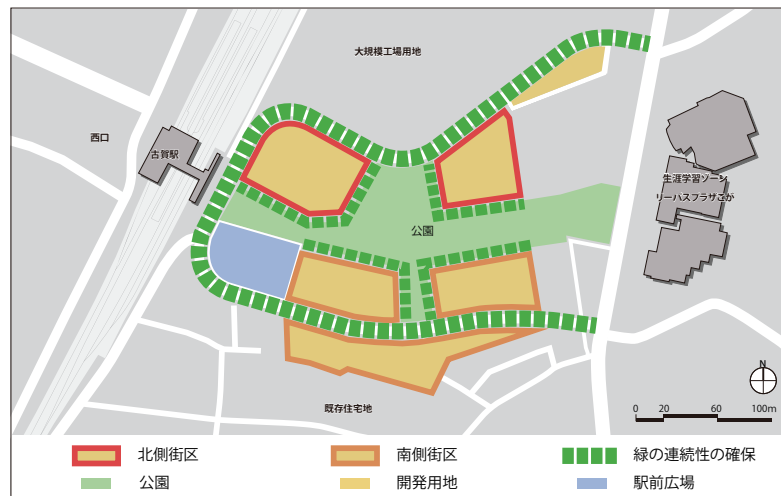 大規模工場用地
西口
古賀駅
生涯学習ゾーン
リーパスプラザこが
公園
既存住宅地
N
0 20 60 100m
北側街区
南側街区
緑の連続性の確保
公園
開発用地
駅前広場